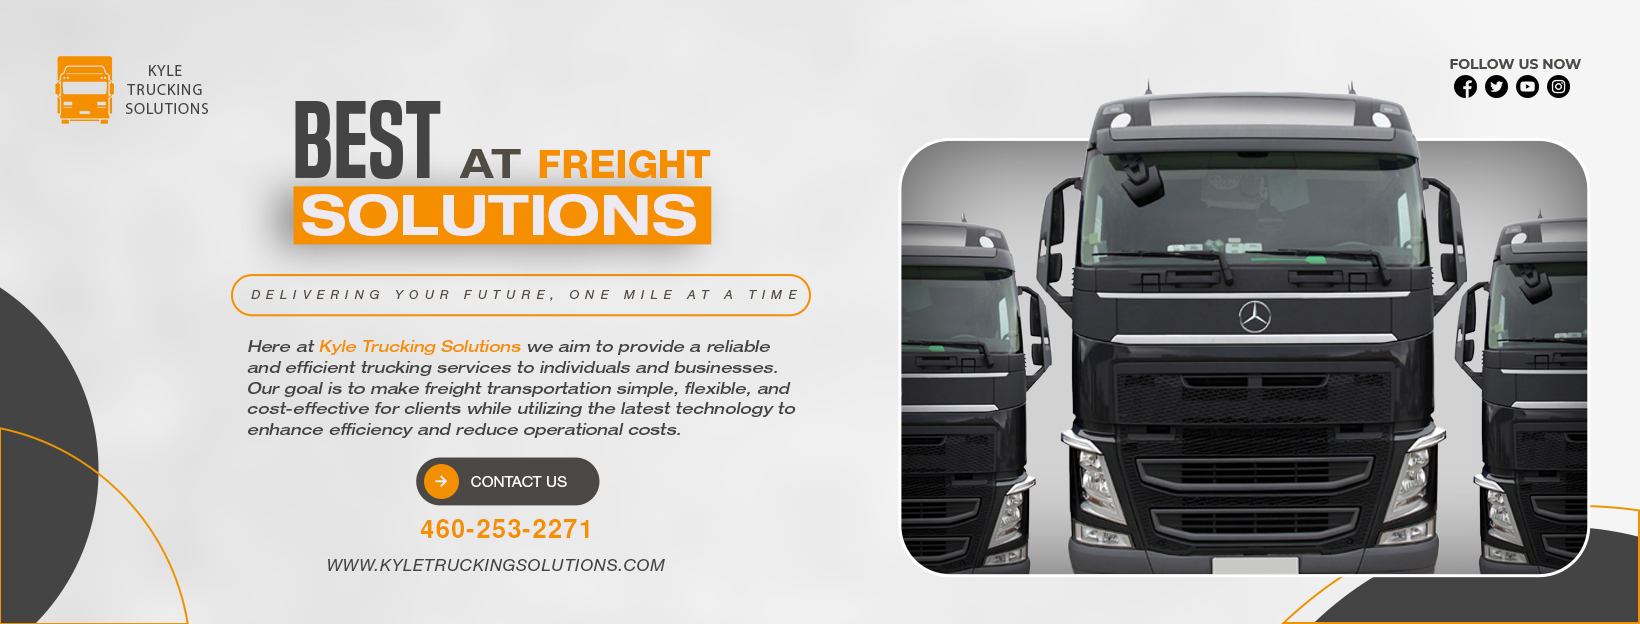 KYLE
TRUCKING
SOLUTIONS
FOLLOW US NOW
BEST AT FREIGHT
SOLUTIONS
DELIVERING YOUR FUTURE, ONE MILE AT A TIME
Here at Kyle Trucking Solutions we aim to provide a reliable
and efficient trucking services to individuals and businesses.
Our goal is to make freight transportation simple, flexible, and
cost-effective for clients while utilizing the latest technology to
enhance efficiency and reduce operational costs.
CONTACT US
460-253-2271
WWW.KYLETRUCKINGSOLUTIONS.COM